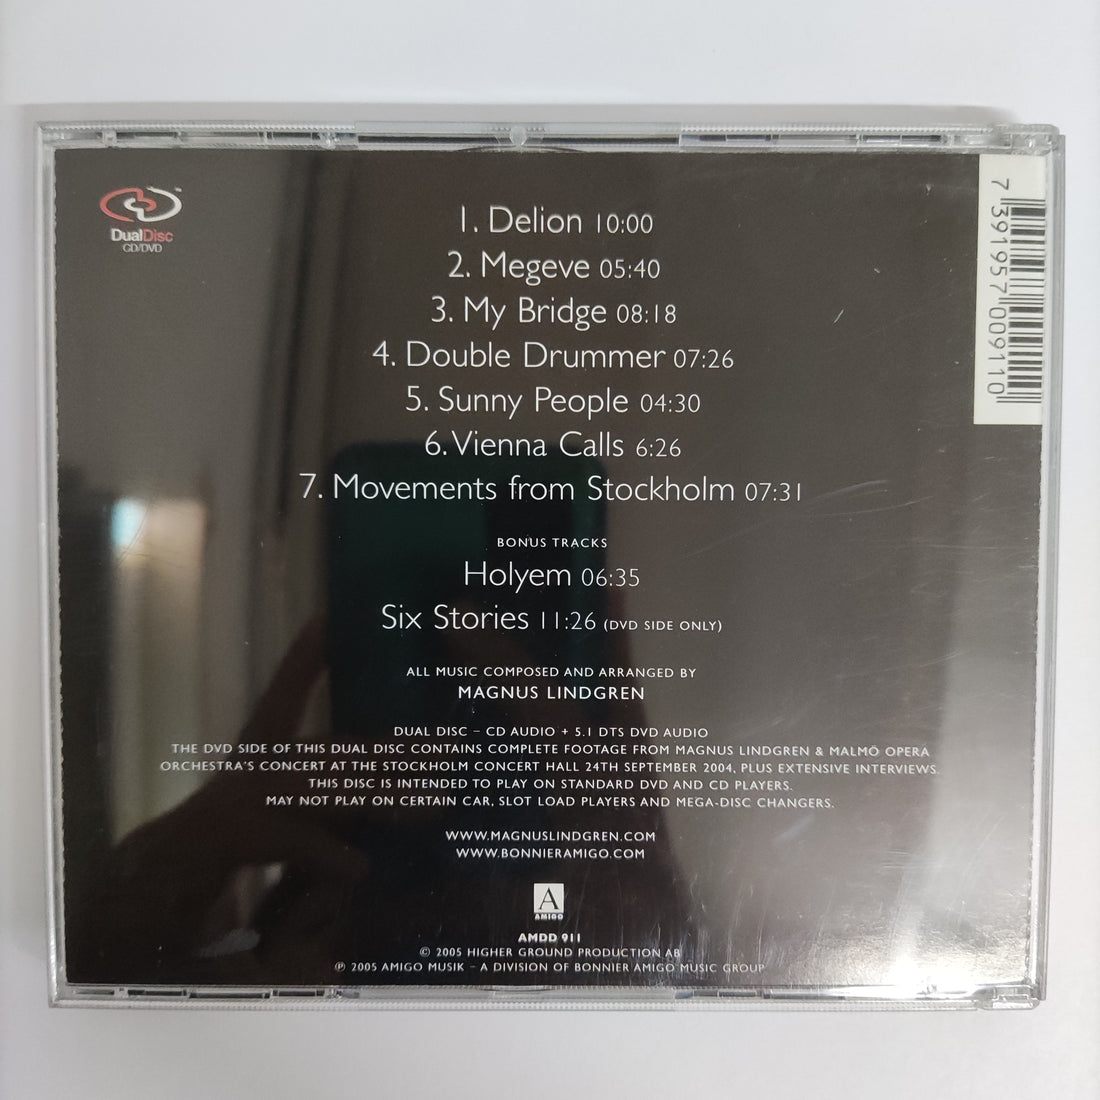 DualDisc™
CD/DVD
1. Delion 10:00
2. Megeve 05:40
3. My Bridge 08:18
4. Double Drummer 07:26
5. Sunny People 04:30
6. Vienna Calls 6:26
7. Movements from Stockholm 07:31
BONUS TRACKS
Holyem 06:35
Six Stories 11:26 (DVD SIDE ONLY)
ALL MUSIC COMPOSED AND ARRANGED BY
MAGNUS LINDGREN
DUAL DISC – CD AUDIO + 5.1 DTS DVD AUDIO
THE DVD SIDE OF THIS DUAL DISC CONTAINS COMPLETE FOOTAGE FROM MAGNUS LINDGREN & MALMÖ OPERA
ORCHESTRA'S CONCERT AT THE STOCKHOLM CONCERT HALL 24TH SEPTEMBER 2004, PLUS EXTENSIVE INTERVIEWS.
THIS DISC IS INTENDED TO PLAY ON STANDARD DVD AND CD PLAYERS.
MAY NOT PLAY ON CERTAIN CAR, SLOT LOAD PLAYERS AND MEGA-DISC CHANGERS.
WWW.MAGNUSLINDGREN.COM
WWW.BONNIERAMIGO.COM
A
AMIGO
AMDD 911
© 2005 HIGHER GROUND PRODUCTION AB
℗ 2005 AMIGO MUSIK – A DIVISION OF BONNIER AMIGO MUSIC GROUP
7 391957 009110